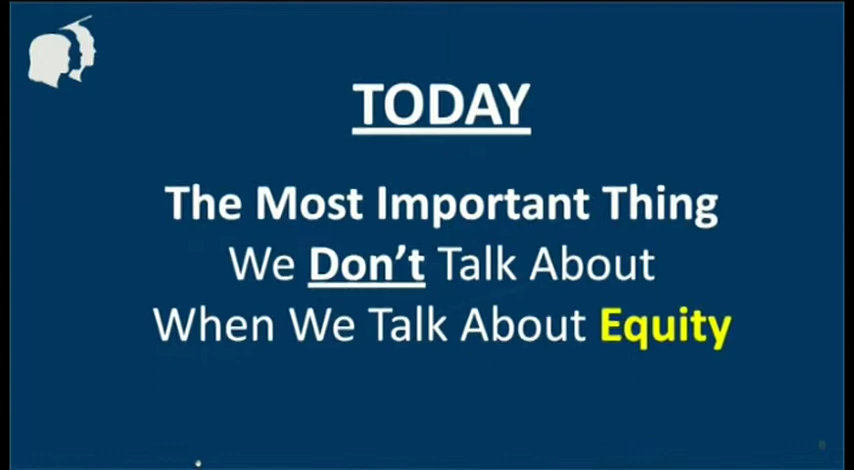 TODAY
The Most Important Thing
We Don't Talk About
When We Talk About Equity